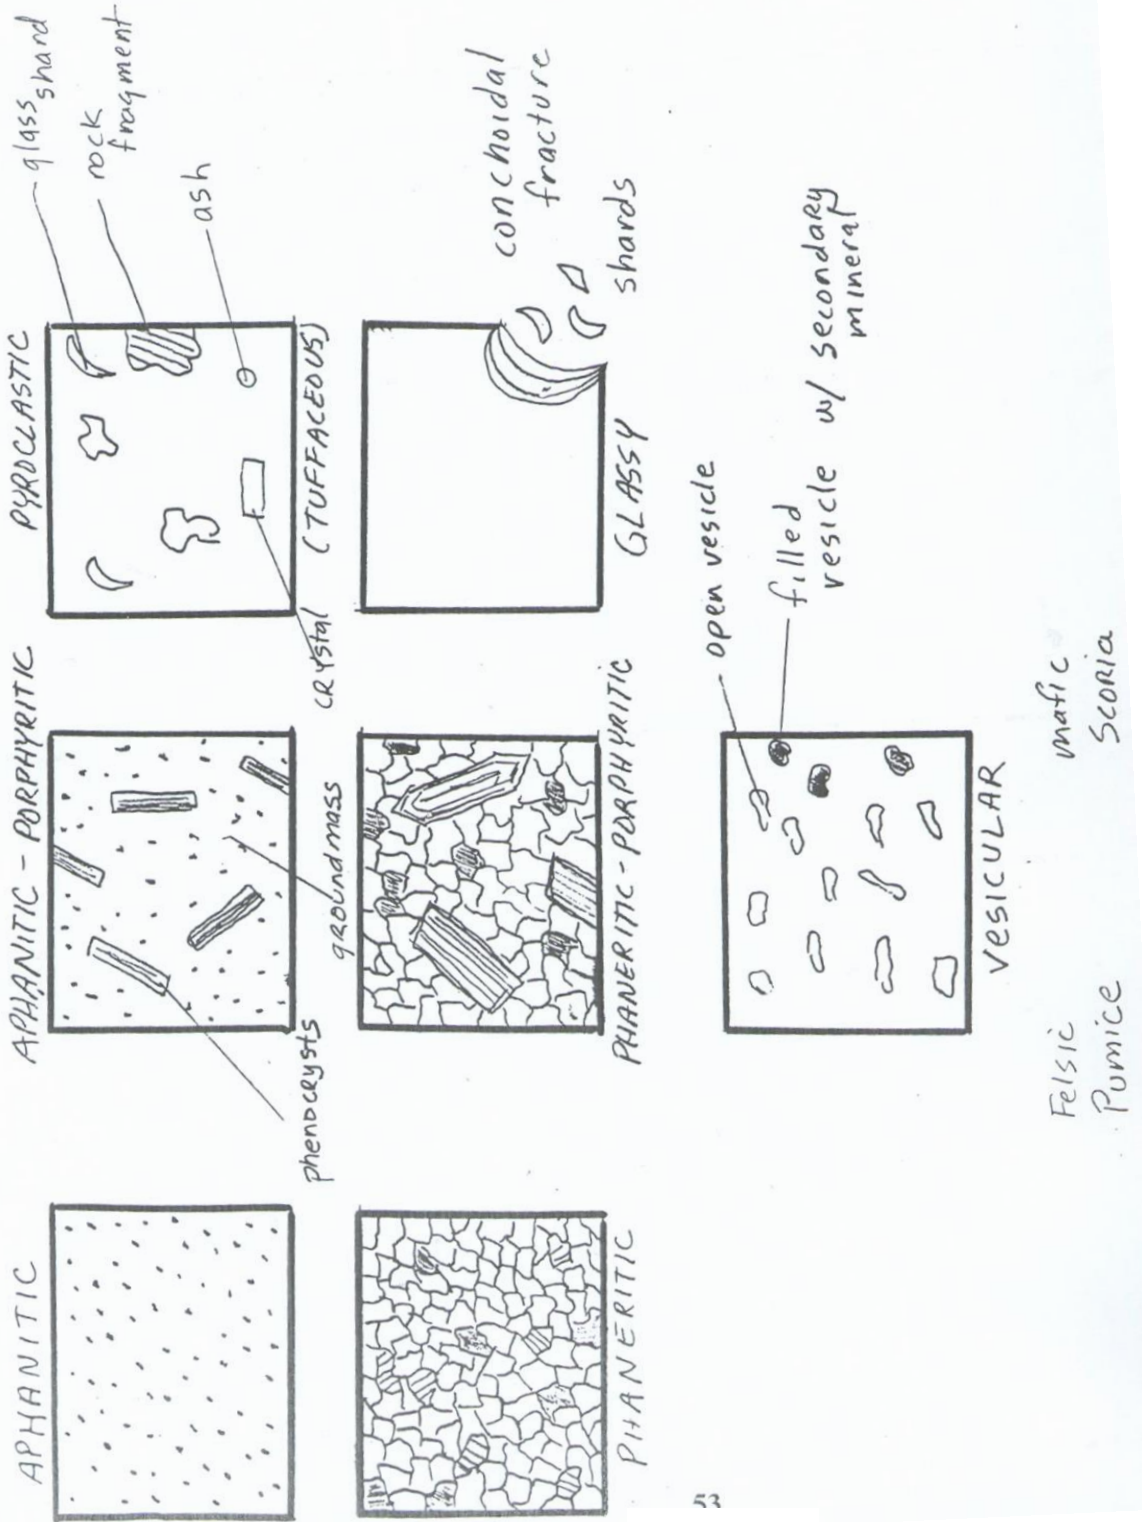 APHANITIC
APHANITIC - PORPHYRITIC
PYROCLASTIC
glass shard
rock
fragment
ash
phenocrysts
groundmass
crystal
(TUFFACEOUS)
PHANERITIC
PHANERITIC - PORPHYRITIC
GLASSY
conchoidal
fracture
shards
open vesicle
filled
vesicle w/ secondary
mineral
VESICULAR
Felsic
Pumice
mafic
Scoria
53